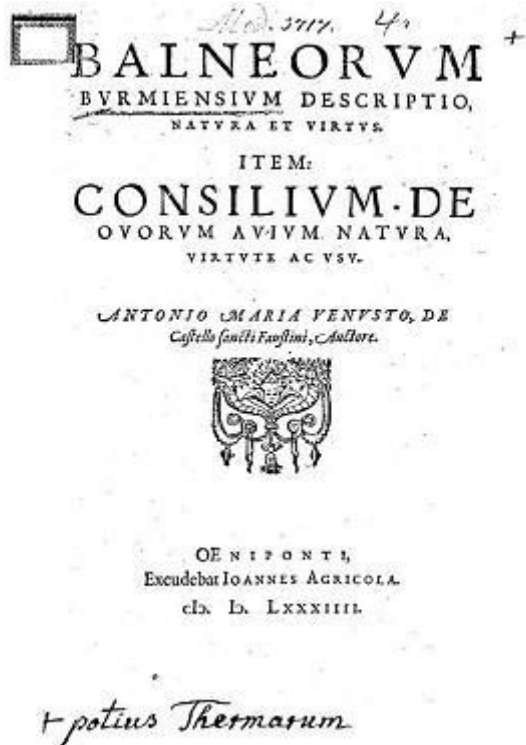 Mod. 3717. 4.
+
BALNEORVM
BVRMIENSIVM DESCRIPTIO,
NATVRA ET VIRTVS.
ITEM:
CONSILIVM·DE
OVORVM AVIVM NATVRA,
VIRTVTE AC VSV.
ANTONIO MARIA VENVSTO, DE
Castello sancti Faustini, Auctore.
OENIPONTI,
Excudebat IOANNES AGRICOLA.
cIↄ. Iↄ. LXXXIIII.
+ potius Thermarum